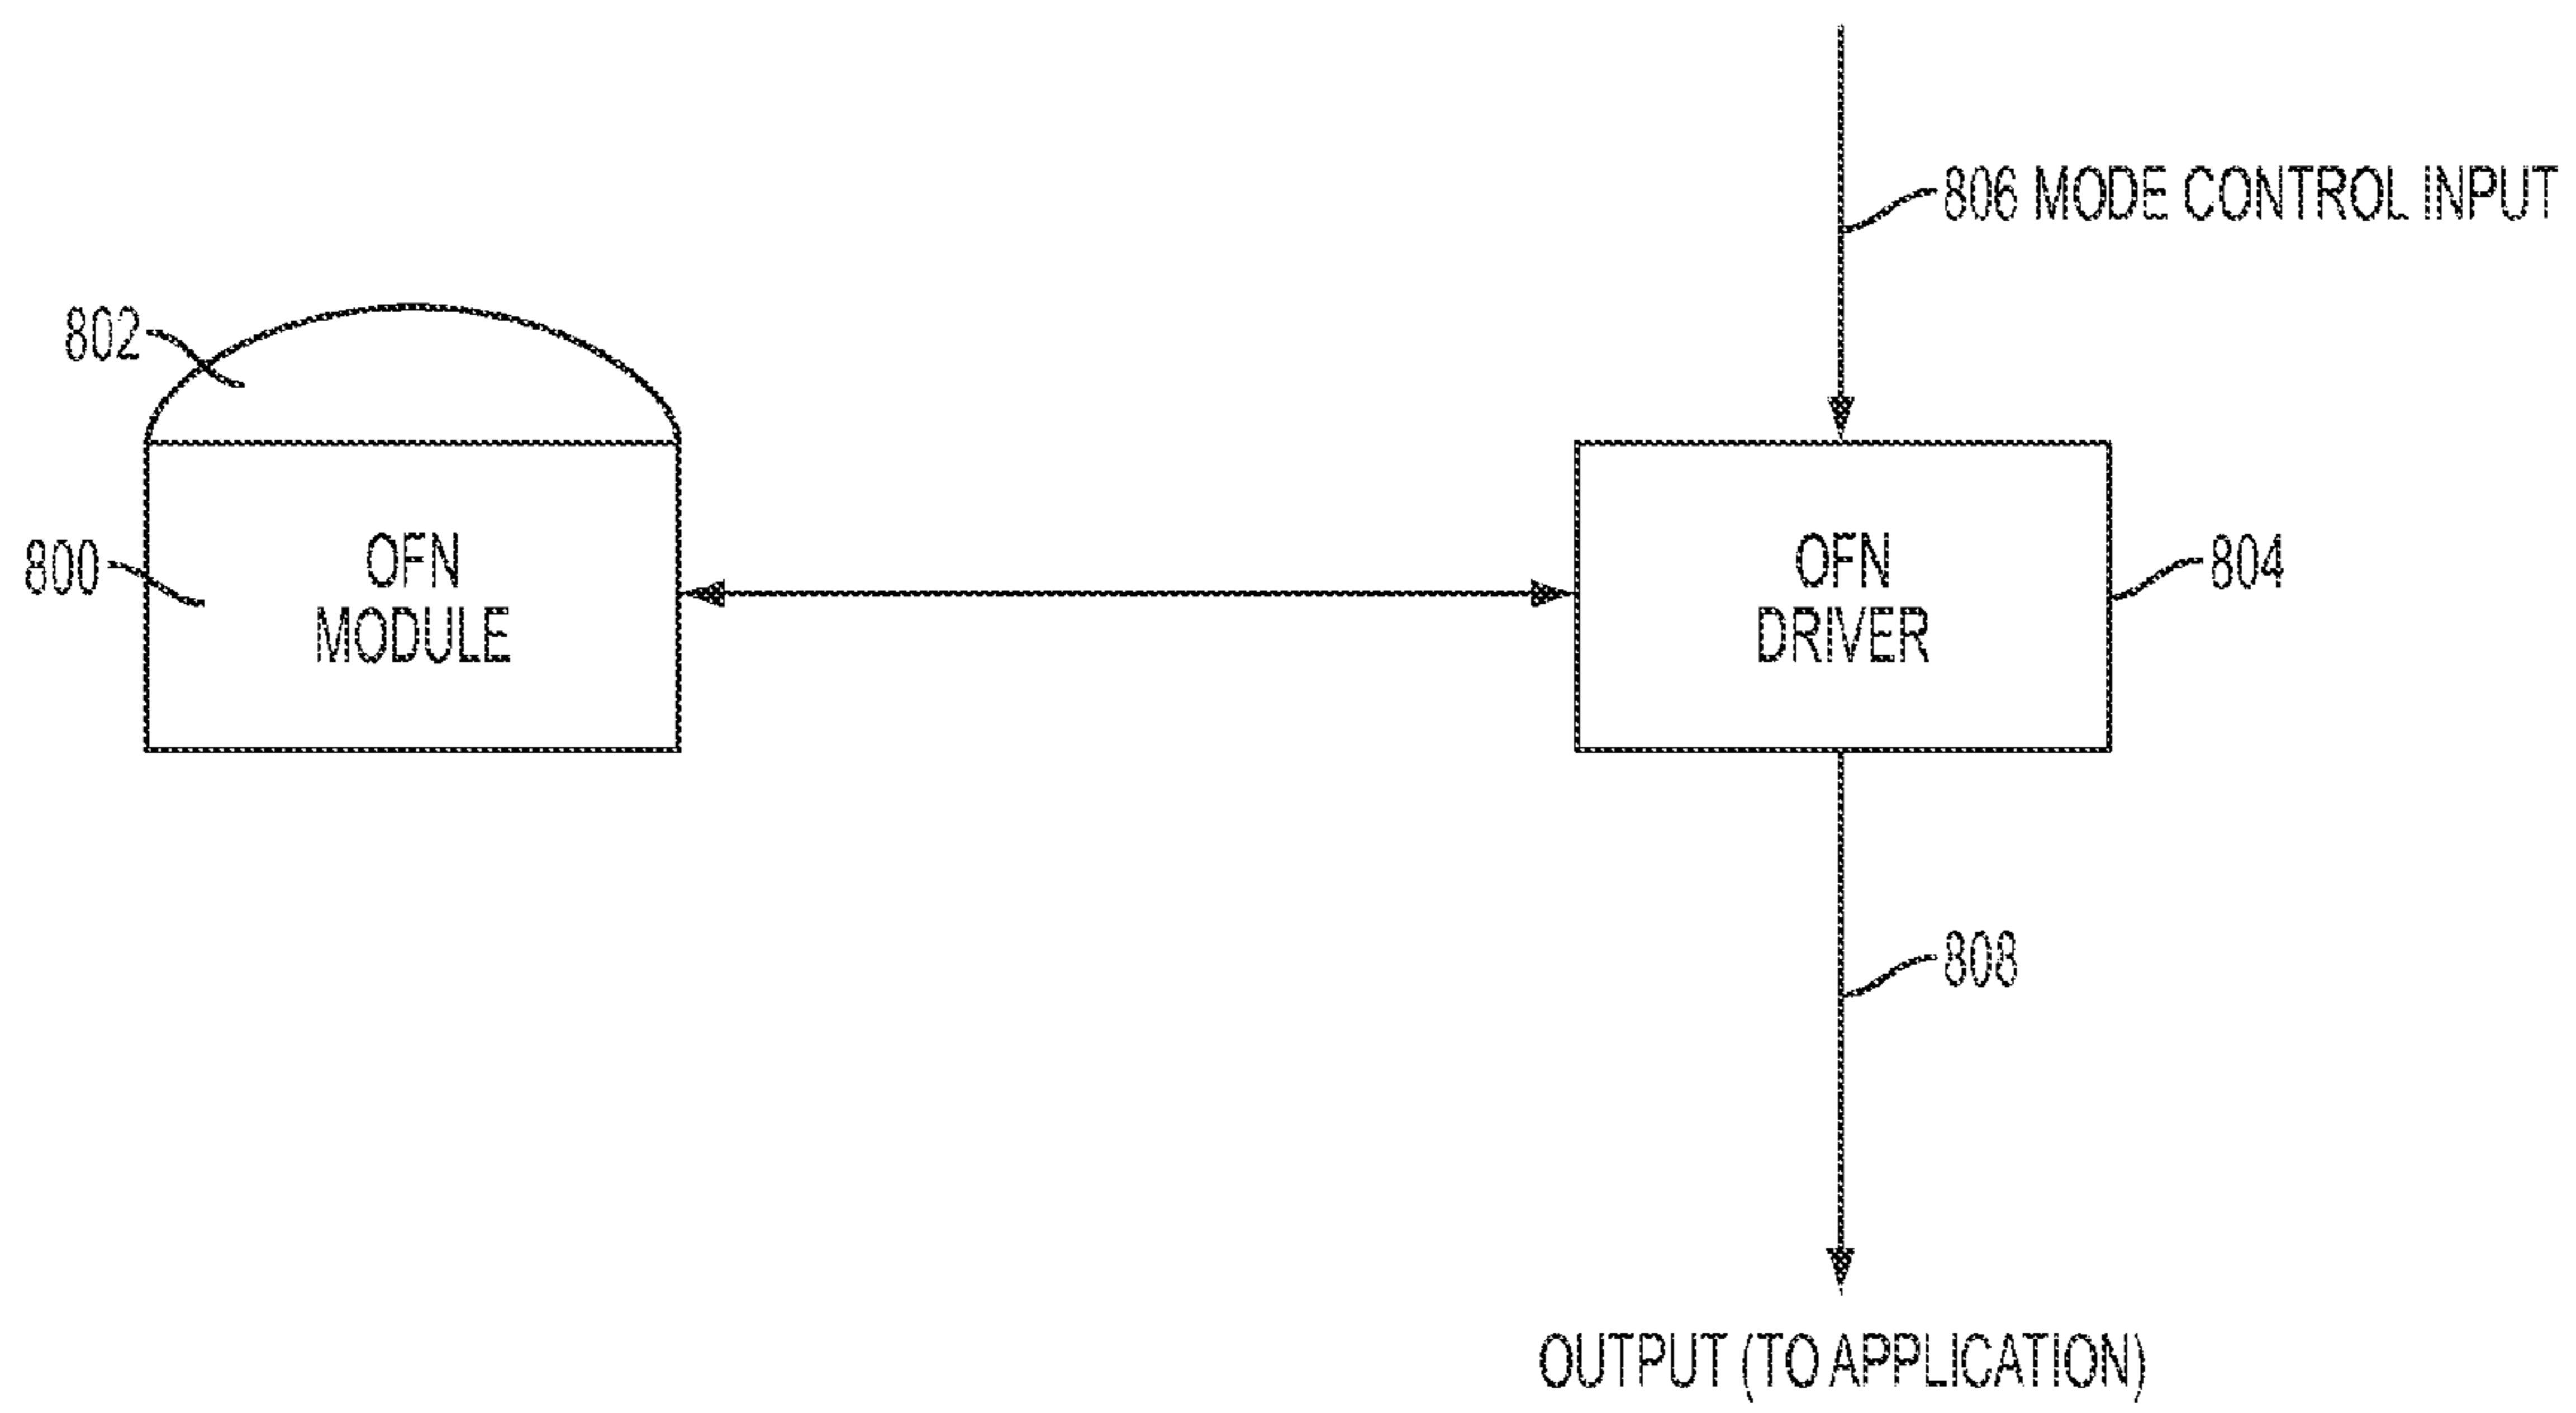 806 MODE CONTROL INPUT
802
800
OFN
MODULE
OFN
DRIVER
804
808
OUTPUT (TO APPLICATION)